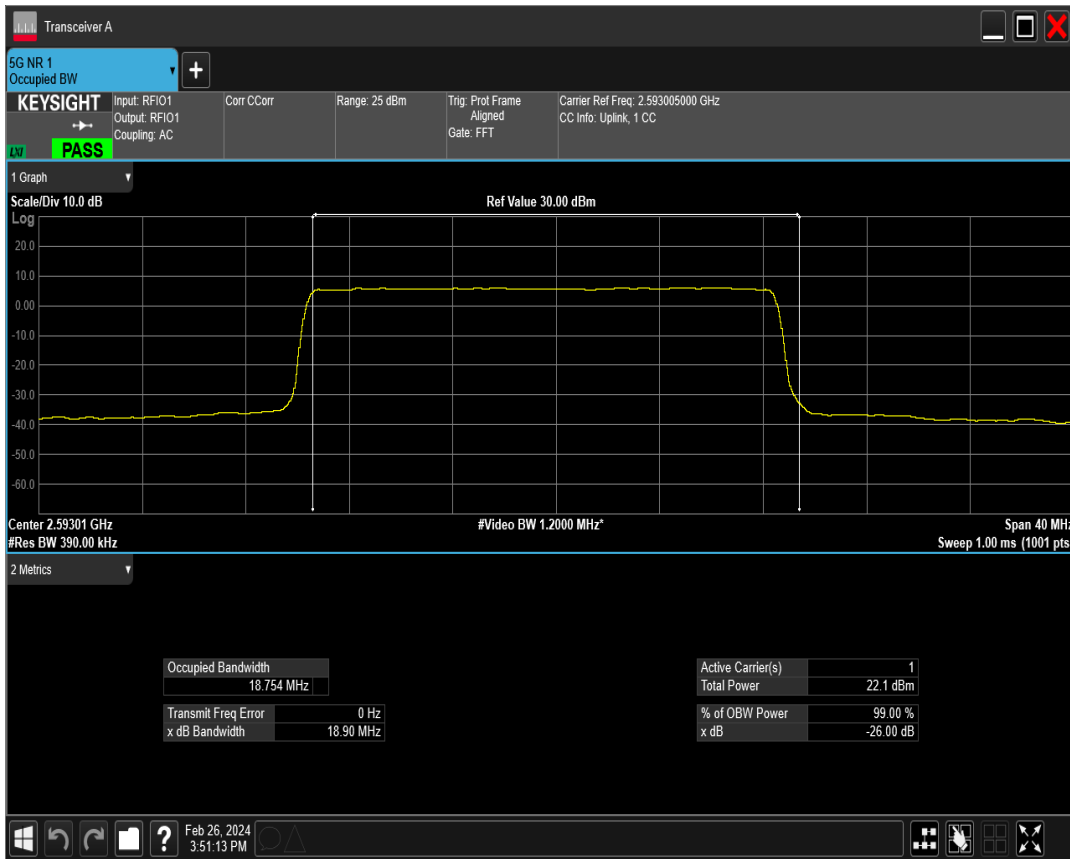 Transceiver A
5G NR 1
Occupied BW
+
KEYSIGHT
LXI
PASS
Input: RFIO1
Output: RFIO1
Coupling: AC
Corr CCorr
Range: 25 dBm
Trig: Prot Frame
Aligned
Gate: FFT
Carrier Ref Freq: 2.593005000 GHz
CC Info: Uplink, 1 CC
1 Graph
Scale/Div 10.0 dB
Ref Value 30.00 dBm
Log
20.0
10.0
0.00
-10.0
-20.0
-30.0
-40.0
-50.0
-60.0
Center 2.59301 GHz
#Video BW 1.2000 MHz*
Span 40 MHz
#Res BW 390.00 kHz
Sweep 1.00 ms (1001 pts
2 Metrics
Occupied Bandwidth
18.754 MHz
Transmit Freq Error 0 Hz
x dB Bandwidth 18.90 MHz
Active Carrier(s) 1
Total Power 22.1 dBm
% of OBW Power 99.00 %
x dB -26.00 dB
?
Feb 26, 2024
3:51:13 PM